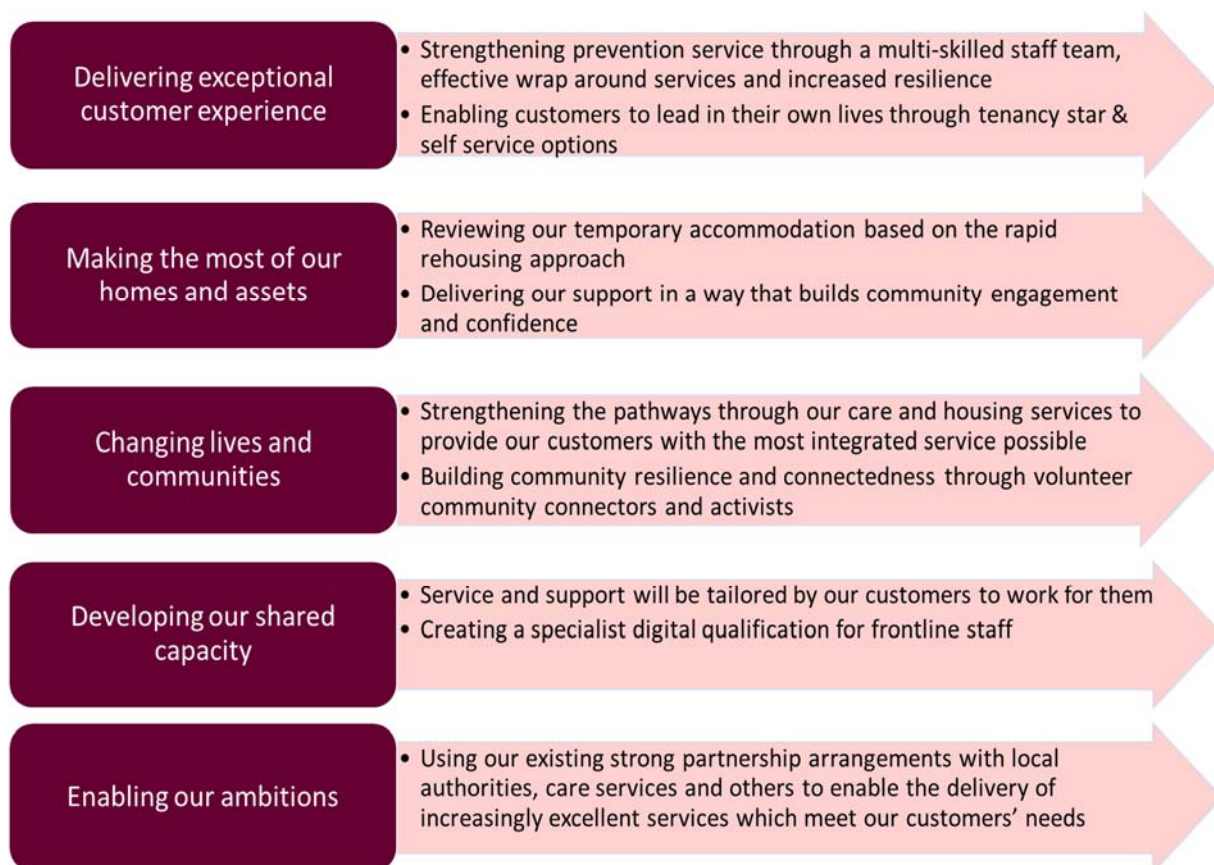 Delivering exceptional
customer experience
• Strengthening prevention service through a multi-skilled staff team,
effective wrap around services and increased resilience
• Enabling customers to lead in their own lives through tenancy star &
self service options
Making the most of our
homes and assets
• Reviewing our temporary accommodation based on the rapid
rehousing approach
• Delivering our support in a way that builds community engagement
and confidence
Changing lives and
communities
• Strengthening the pathways through our care and housing services to
provide our customers with the most integrated service possible
• Building community resilience and connectedness through volunteer
community connectors and activists
Developing our shared
capacity
• Service and support will be tailored by our customers to work for them
• Creating a specialist digital qualification for frontline staff
Enabling our ambitions
• Using our existing strong partnership arrangements with local
authorities, care services and others to enable the delivery of
increasingly excellent services which meet our customers’ needs